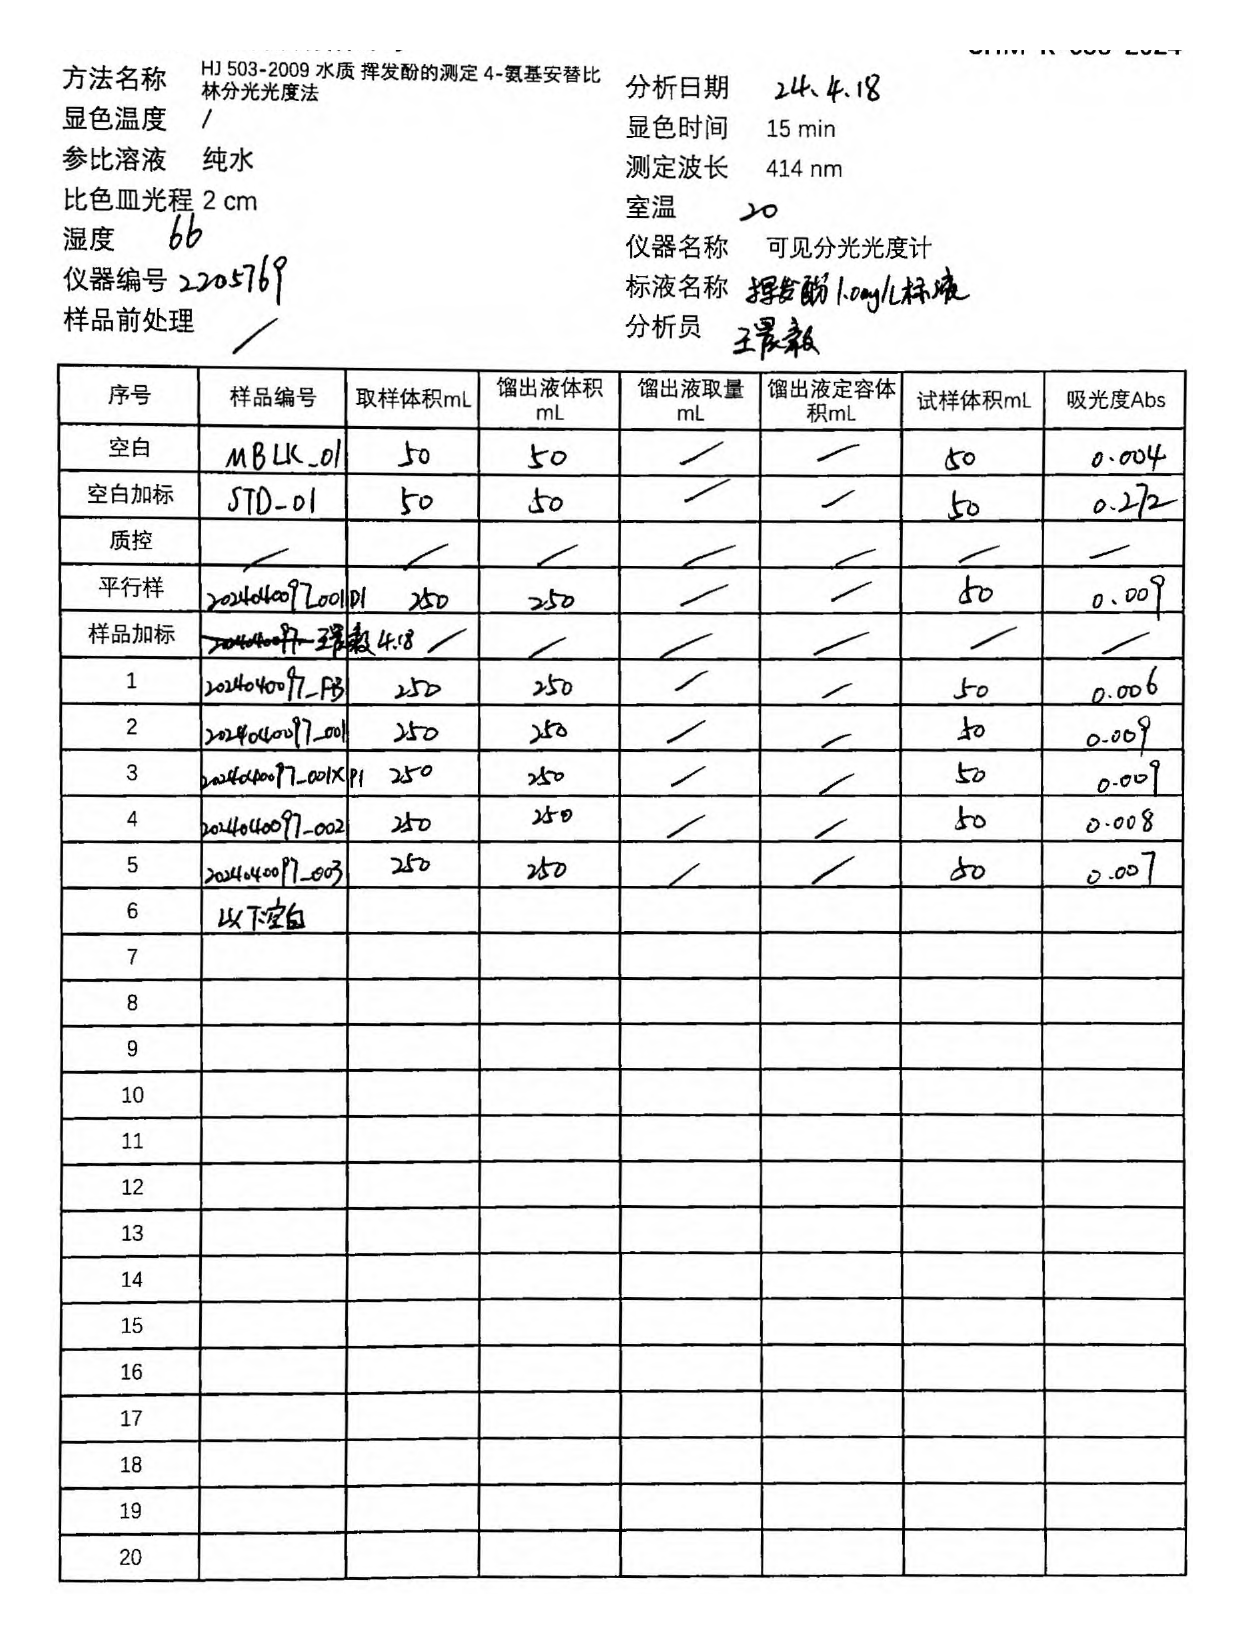 方法名称 HJ 503-2009 水质 挥发酚的测定 4-氨基安替比林分光光度法
分析日期 24.4.18
显色温度 /
显色时间 15 min
参比溶液 纯水
测定波长 414 nm
比色皿光程 2 cm
室温 20
湿度 66
仪器名称 可见分光光度计
仪器编号 2205769
标液名称 挥发酚1.0mg/L标液
样品前处理 /
分析员 王晨毅
序号 样品编号 取样体积mL 馏出液体积mL 馏出液取量mL 馏出液定容体积mL 试样体积mL 吸光度Abs
空白 MBLK_01 50 50 / / 50 0.004
空白加标 STD_01 50 50 / / 50 0.272
质控 / / / / / / /
平行样 2024040097_001D1 250 250 / / 50 0.009
样品加标 2024040097 王晨毅 4.18 / / / / / /
1 2024040097_FB 250 250 / / 50 0.006
2 2024040097_001 250 250 / / 50 0.009
3 2024040097_001XP1 250 250 / / 50 0.009
4 2024040097_002 250 250 / / 50 0.008
5 2024040097_003 250 250 / / 50 0.007
6 以下空白
7
8
9
10
11
12
13
14
15
16
17
18
19
20